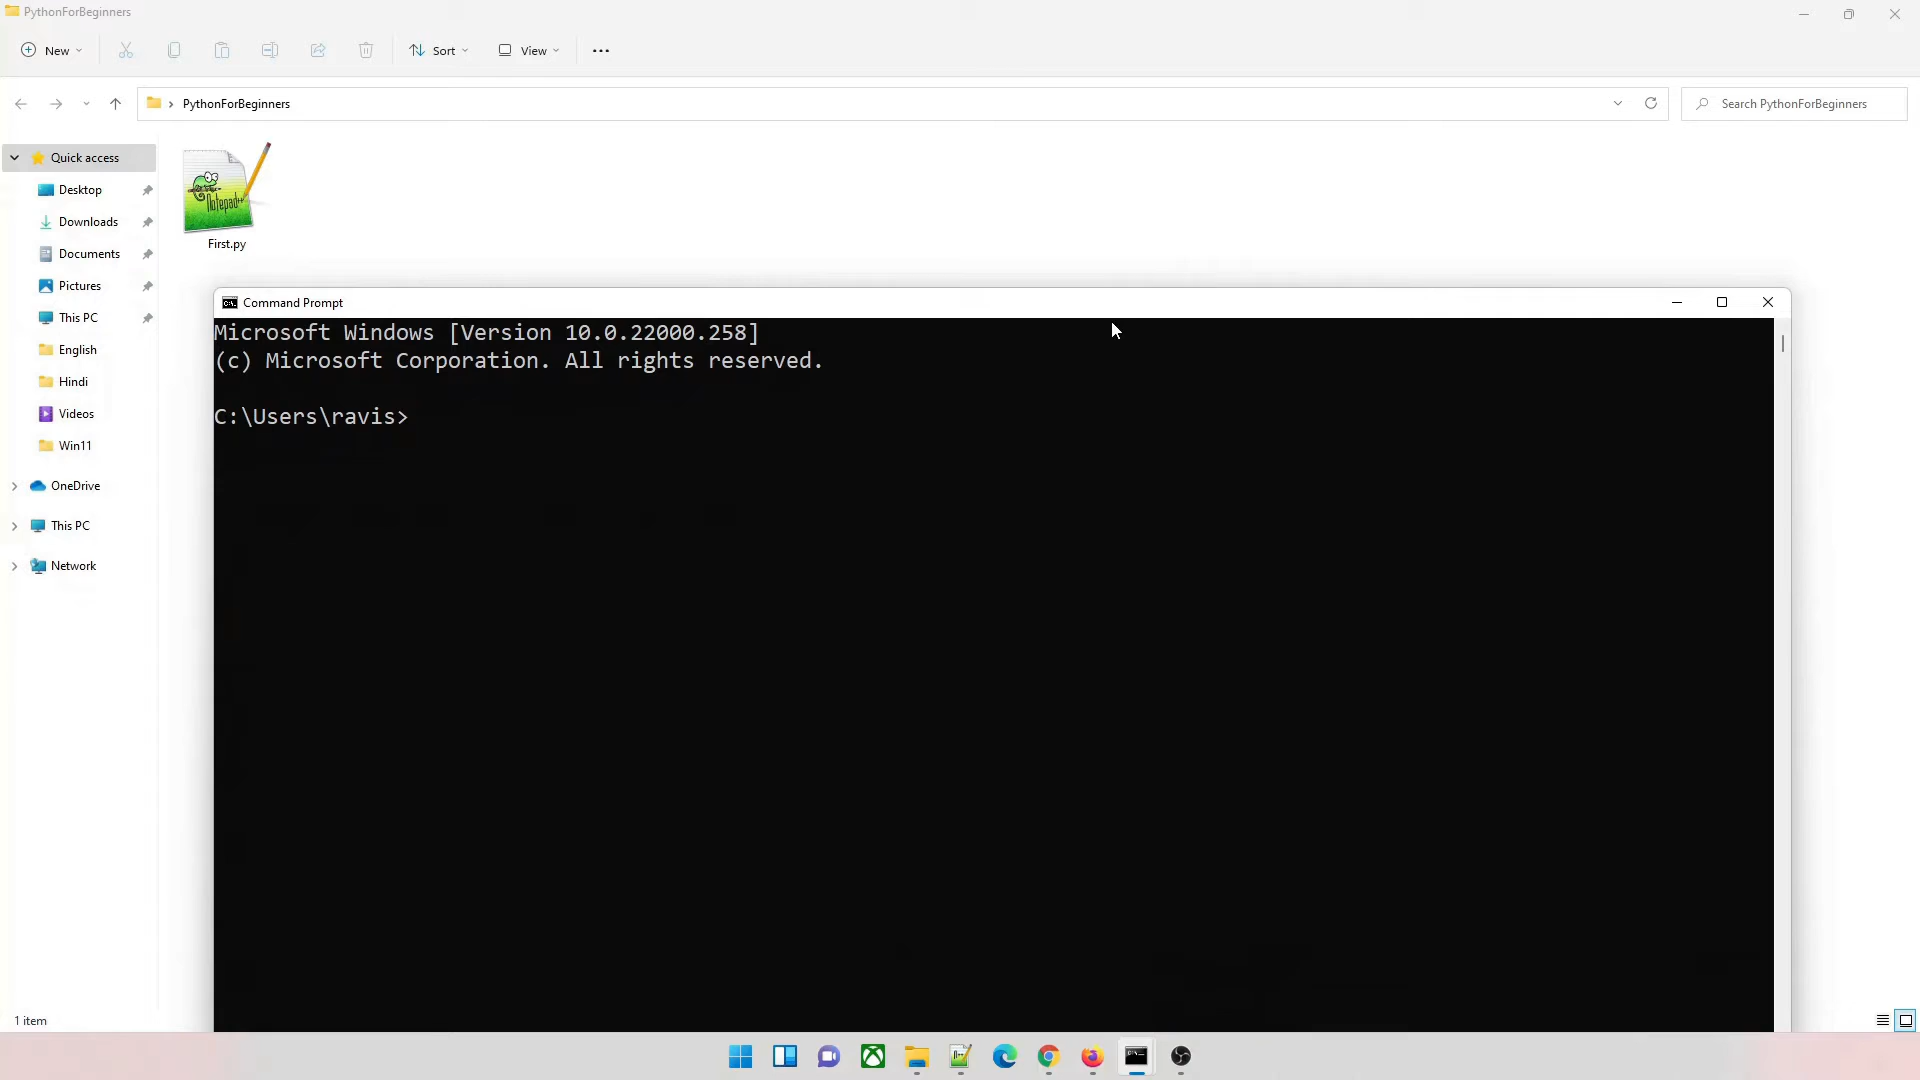 PythonForBeginners
New
Sort
View
PythonForBeginners
Search PythonForBeginners
Quick access
Desktop
Downloads
Documents
Pictures
This PC
English
Hindi
Videos
Win11
OneDrive
This PC
Network
Notepad++
First.py
Command Prompt
Microsoft Windows [Version 10.0.22000.258]
(c) Microsoft Corporation. All rights reserved.
C:\Users\ravis>
1 item